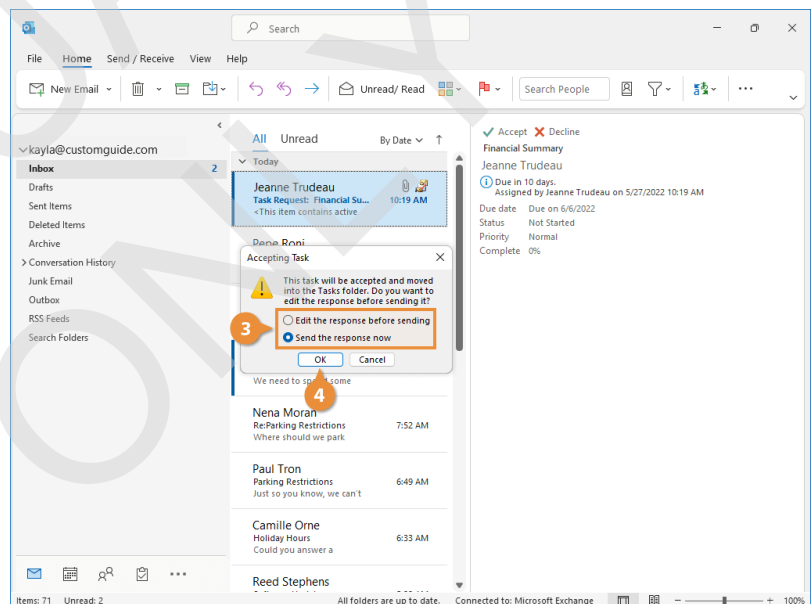 Search
File Home Send / Receive View Help
New Email Unread/ Read Search People
kayla@customguide.com
Inbox 2
Drafts
Sent Items
Deleted Items
Archive
Conversation History
Junk Email
Outbox
RSS Feeds
Search Folders
All Unread By Date
Today
Jeanne Trudeau
Task Request: Financial Su... 10:19 AM
<This item contains active
Pepe Roni
Accepting Task
This task will be accepted and moved
into the Tasks folder. Do you want to
edit the response before sending it?
Edit the response before sending
3
Send the response now
OK Cancel
4
We need to some
Nena Moran
Re:Parking Restrictions 7:52 AM
Where should we park
Paul Tron
Parking Restrictions 6:49 AM
Just so you know, we can't
Camille Orne
Holiday Hours 6:33 AM
Could you answer a
Reed Stephens
Accept Decline
Financial Summary
Jeanne Trudeau
Due in 10 days.
Assigned by Jeanne Trudeau on 5/27/2022 10:19 AM
Due date Due on 6/6/2022
Status Not Started
Priority Normal
Complete 0%
Items: 71 Unread: 2 All folders are up to date. Connected to: Microsoft Exchange 100%
ONLY